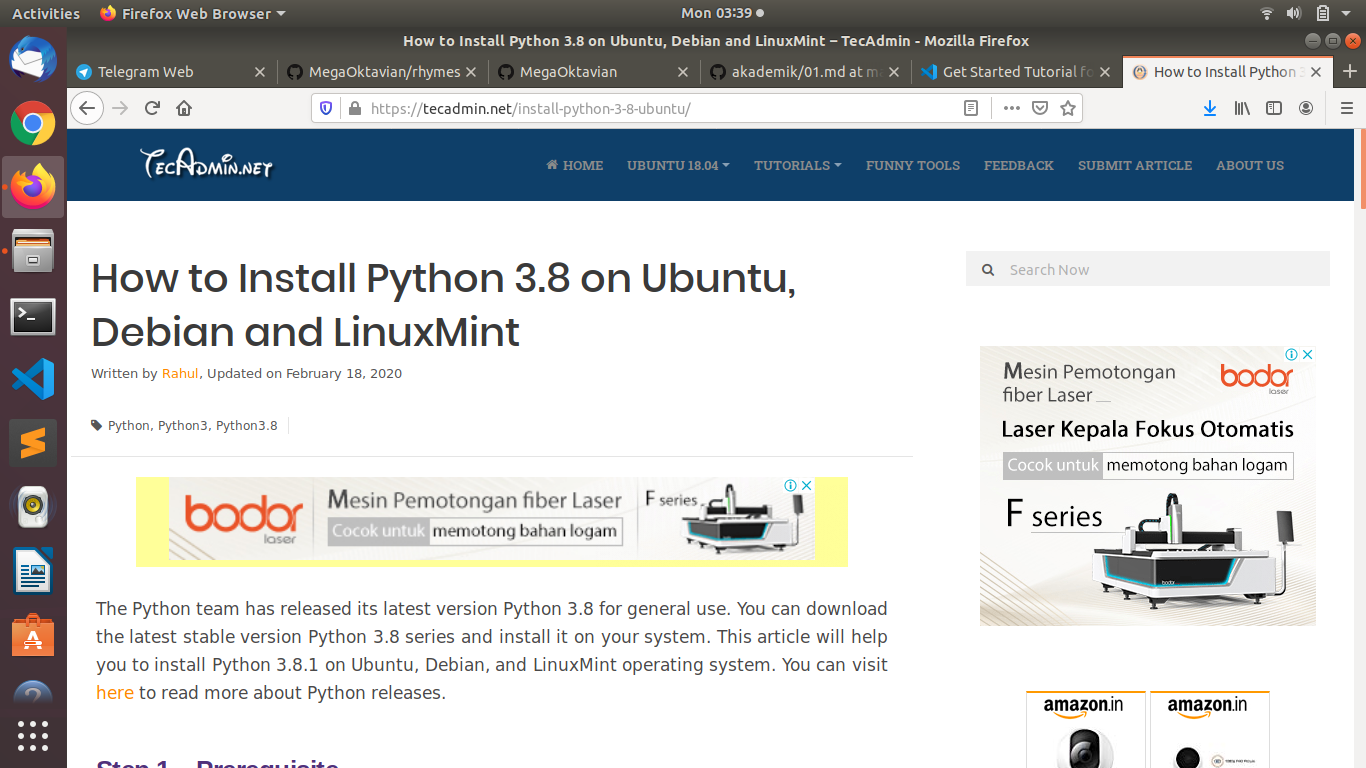 Activities
Firefox Web Browser
Mon 03:39
How to Install Python 3.8 on Ubuntu, Debian and LinuxMint – TecAdmin - Mozilla Firefox
Telegram Web
MegaOktavian/rhymes
MegaOktavian
akademik/01.md at ma
Get Started Tutorial fo
How to Install Python 3
https://tecadmin.net/install-python-3-8-ubuntu/
TecAdmin.net
HOME
UBUNTU 18.04
TUTORIALS
FUNNY TOOLS
FEEDBACK
SUBMIT ARTICLE
ABOUT US
How to Install Python 3.8 on Ubuntu,
Debian and LinuxMint
Written by Rahul, Updated on February 18, 2020
Python, Python3, Python3.8
bodor
laser
Mesin Pemotongan fiber Laser
Cocok untuk memotong bahan logam
F series
The Python team has released its latest version Python 3.8 for general use. You can download
the latest stable version Python 3.8 series and install it on your system. This article will help
you to install Python 3.8.1 on Ubuntu, Debian, and LinuxMint operating system. You can visit
here to read more about Python releases.
Step 1 – Prerequisite
Search Now
Mesin Pemotongan
fiber Laser
bodor
laser
Laser Kepala Fokus Otomatis
Cocok untuk memotong bahan logam
F series
bodor
amazon.in
amazon.in